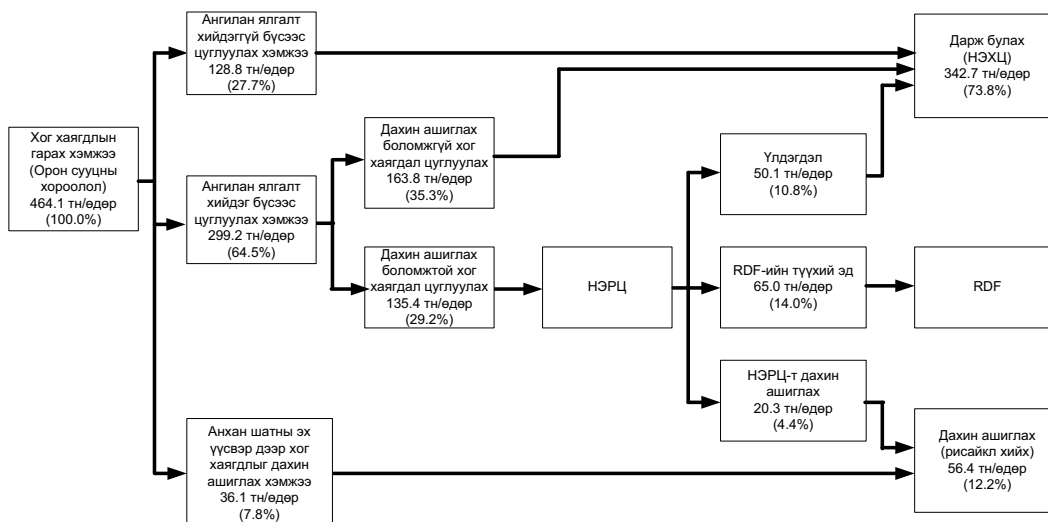 Хог хаягдлын
гарах хэмжээ
(Орон сууцны
хороолол)
464.1 тн/өдөр
(100.0%)
Ангилан ялгалт
хийдэггүй бүсээс
цуглуулах хэмжээ
128.8 тн/өдөр
(27.7%)
Ангилан ялгалт
хийдэг бүсээс
цуглуулах хэмжээ
299.2 тн/өдөр
(64.5%)
Анхан шатны эх
үүсвэр дээр хог
хаягдлыг дахин
ашиглах хэмжээ
36.1 тн/өдөр
(7.8%)
Дахин ашиглах
боломжгүй хог
хаягдал цуглуулах
163.8 тн/өдөр
(35.3%)
Дахин ашиглах
боломжтой хог
хаягдал цуглуулах
135.4 тн/өдөр
(29.2%)
НЭРЦ
Үлдэгдэл
50.1 тн/өдөр
(10.8%)
RDF-ийн түүхий эд
65.0 тн/өдөр
(14.0%)
НЭРЦ-т дахин
ашиглах
20.3 тн/өдөр
(4.4%)
Дарж булах
(НЭХЦ)
342.7 тн/өдөр
(73.8%)
RDF
Дахин ашиглах
(рисайкл хийх)
56.4 тн/өдөр
(12.2%)